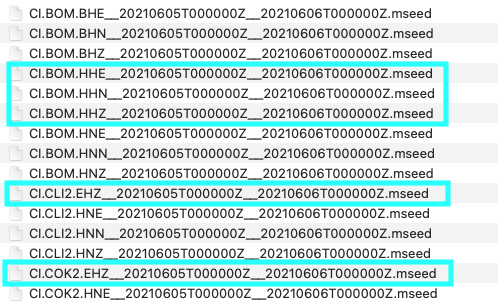 CI.BOM.BHE__20210605T000000Z__20210606T000000Z.mseed
CI.BOM.BHN__20210605T000000Z__20210606T000000Z.mseed
CI.BOM.BHZ__20210605T000000Z__20210606T000000Z.mseed
CI.BOM.HHE__20210605T000000Z__20210606T000000Z.mseed
CI.BOM.HHN__20210605T000000Z__20210606T000000Z.mseed
CI.BOM.HHZ__20210605T000000Z__20210606T000000Z.mseed
CI.BOM.HNE__20210605T000000Z__20210606T000000Z.mseed
CI.BOM.HNN__20210605T000000Z__20210606T000000Z.mseed
CI.BOM.HNZ__20210605T000000Z__20210606T000000Z.mseed
CI.CLI2.EHZ__20210605T000000Z__20210606T000000Z.mseed
CI.CLI2.HNE__20210605T000000Z__20210606T000000Z.mseed
CI.CLI2.HNN__20210605T000000Z__20210606T000000Z.mseed
CI.CLI2.HNZ__20210605T000000Z__20210606T000000Z.mseed
CI.COK2.EHZ__20210605T000000Z__20210606T000000Z.mseed
CI.COK2.HNE__20210605T000000Z__20210606T000000Z.mseed